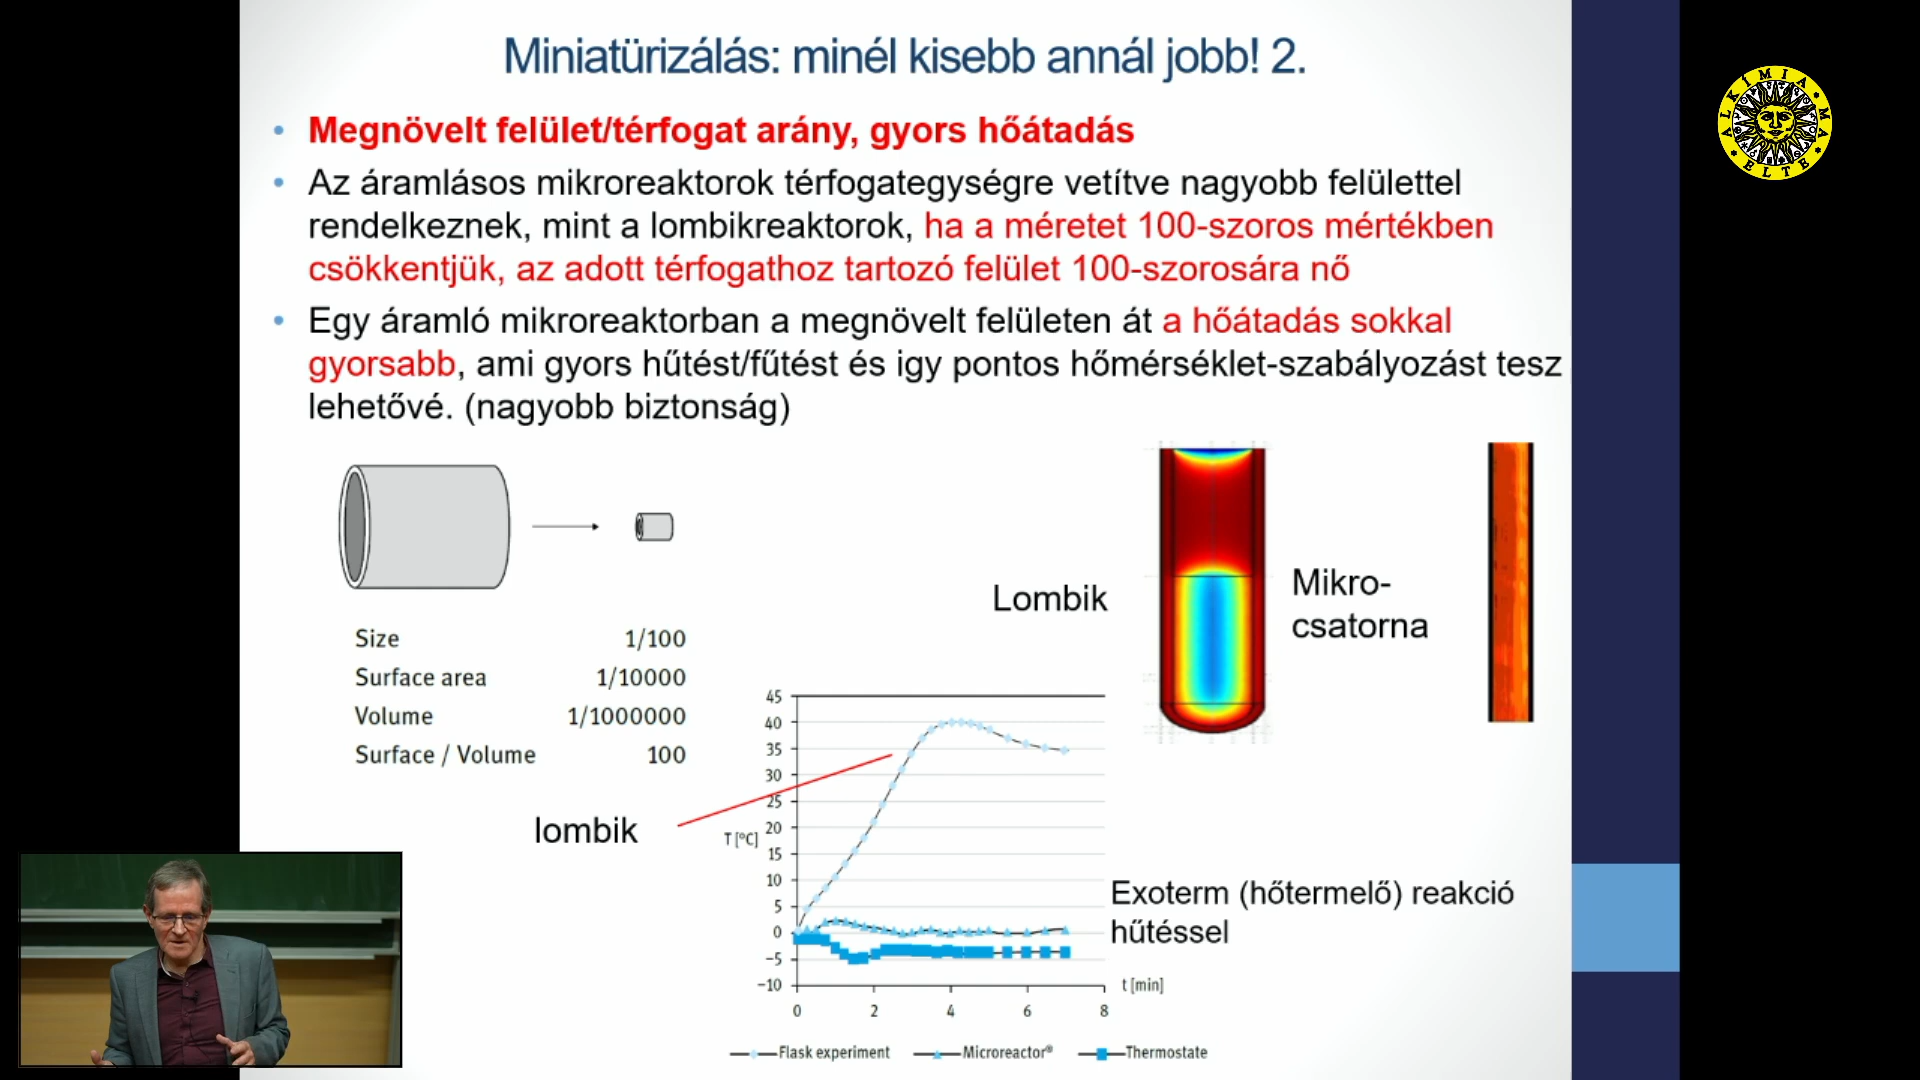 Miniatürizálás: minél kisebb annál jobb! 2.
• Megnövelt felület/térfogat arány, gyors hőátadás
• Az áramlásos mikroreaktorok térfogategységre vetítve nagyobb felülettel
rendelkeznek, mint a lombikreaktorok, ha a méretet 100-szoros mértékben
csökkentjük, az adott térfogathoz tartozó felület 100-szorosára nő
• Egy áramló mikroreaktorban a megnövelt felületen át a hőátadás sokkal
gyorsabb, ami gyors hűtést/fűtést és igy pontos hőmérséklet-szabályozást tesz
lehetővé. (nagyobb biztonság)
Lombik
Mikro-
csatorna
Size 1/100
Surface area 1/10000
Volume 1/1000000
Surface / Volume 100
lombik
T [°C]
45
40
35
30
25
20
15
10
5
0
−5
−10
0 2 4 6 8
t [min]
Flask experiment Microreactor® Thermostate
Exoterm (hőtermelő) reakció
hűtéssel
ALKÍMIA MA
ELTE